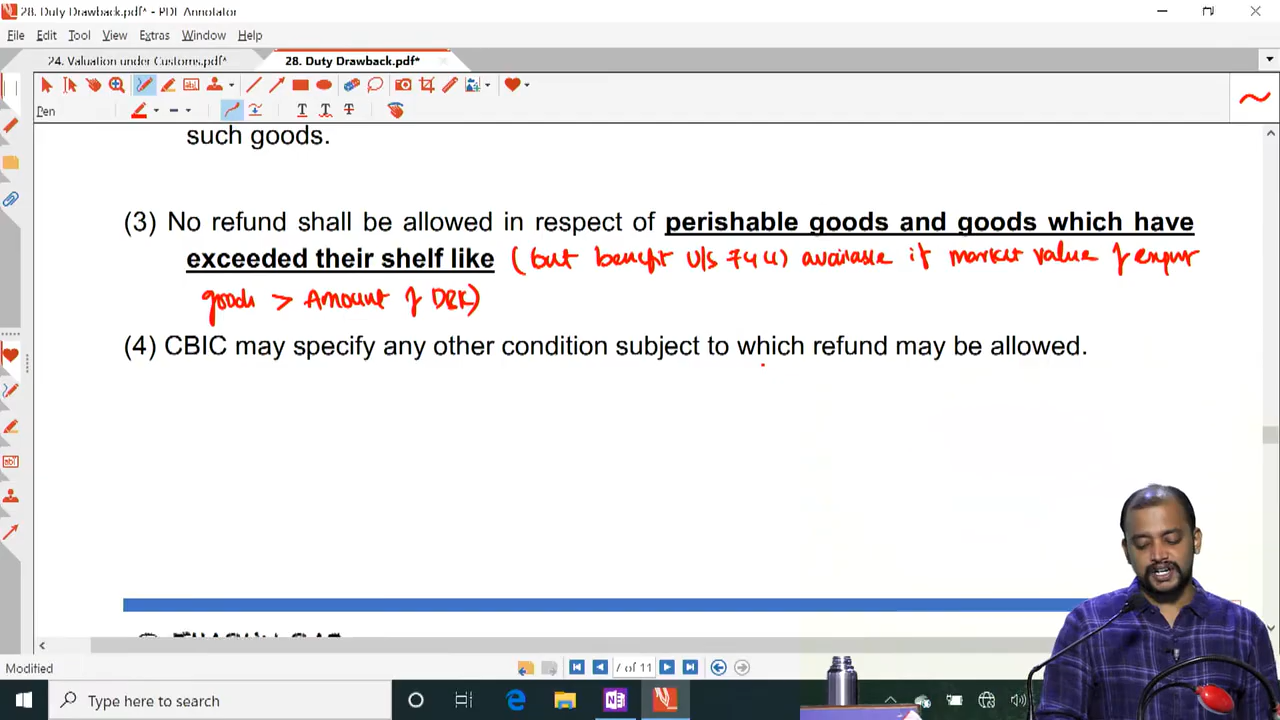 28. Duty Drawback.pdf* - PDF Annotator
File Edit Tool View Extras Window Help
24. Valuation under Customs.pdf* 28. Duty Drawback.pdf*
Pen
such goods.
(3) No refund shall be allowed in respect of perishable goods and goods which have
exceeded their shelf like (but benefit u/s 74(1) available if market value of export
goods > Amount of DBK)
(4) CBIC may specify any other condition subject to which refund may be allowed.
Modified
7 of 11
Type here to search